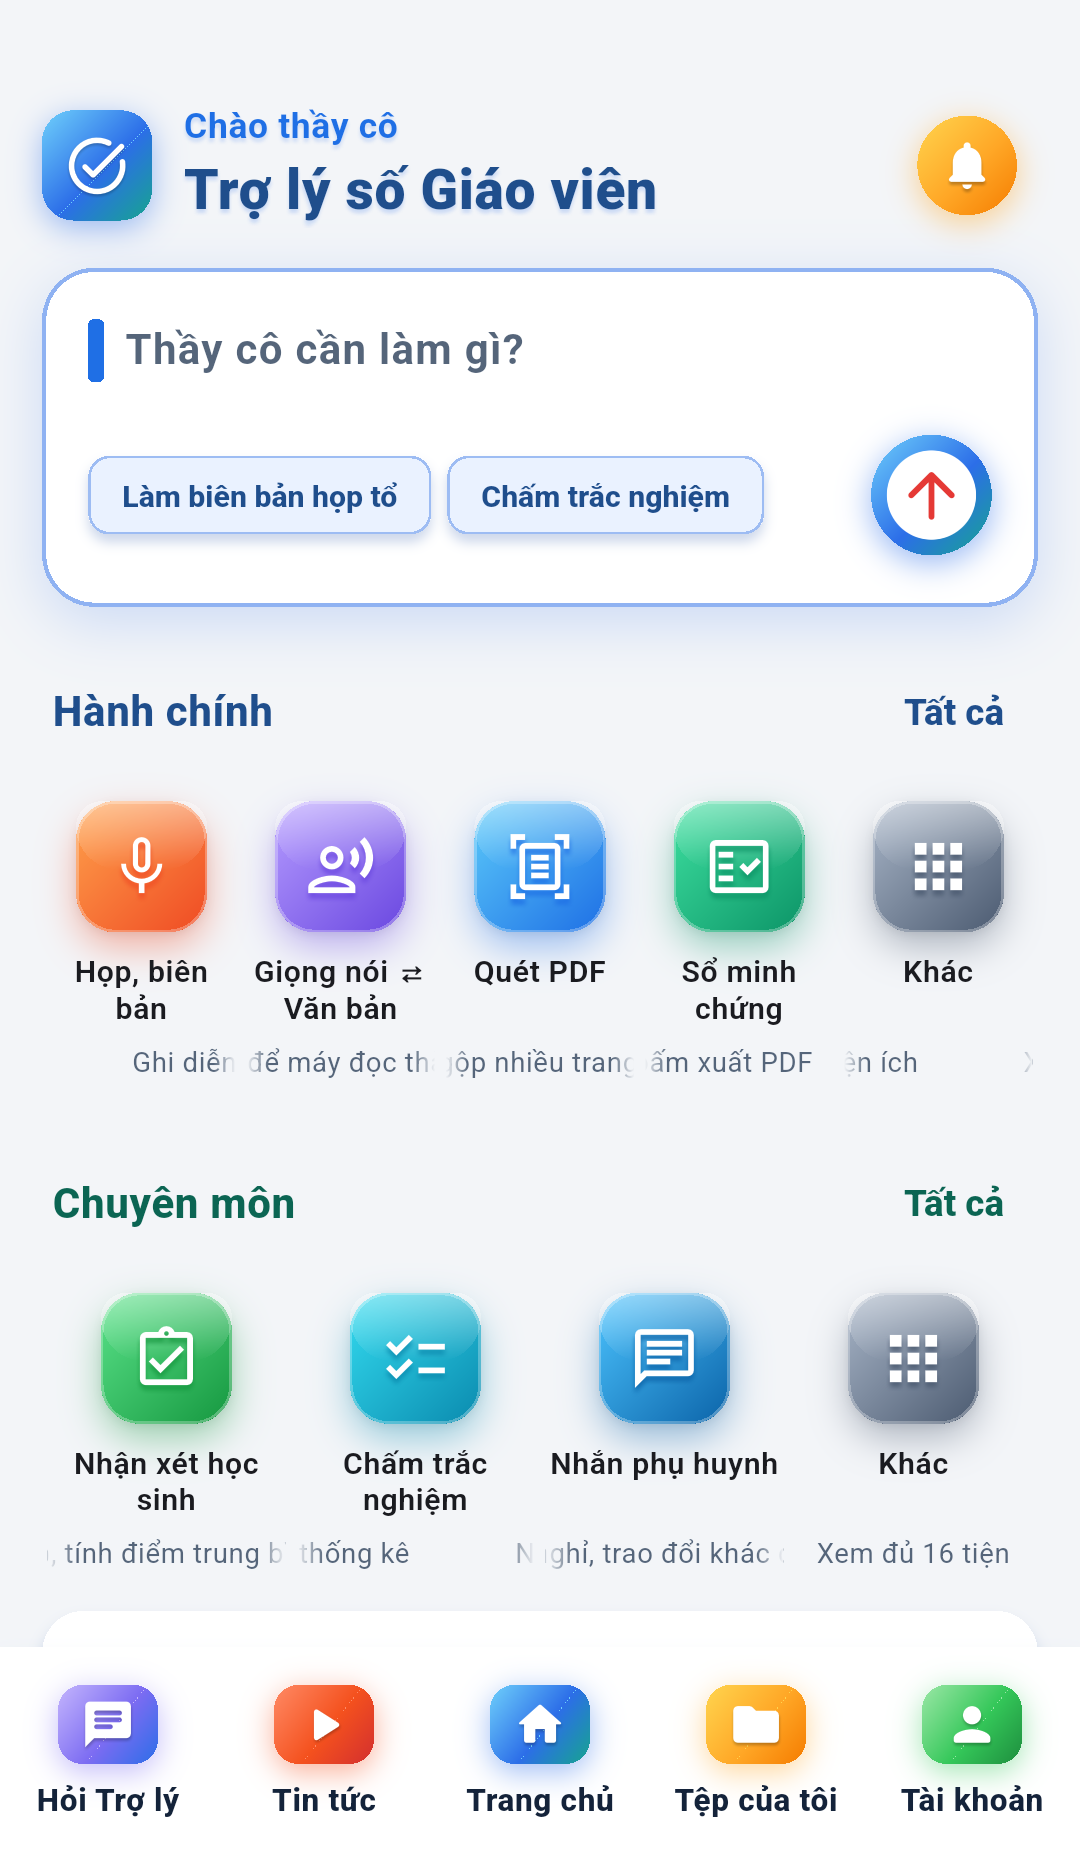 Chào thầy cô
Trợ lý số Giáo viên
Thầy cô cần làm gì?
Làm biên bản họp tổ
Chấm trắc nghiệm
Hành chính
Tất cả
Họp, biên
bản
Giọng nói ⇄
Văn bản
Quét PDF
Sổ minh
chứng
Khác
Ghi diễn để máy đọc gộp nhiều trang xuất PDF ích
Chuyên môn
Tất cả
Nhận xét học
sinh
Chấm trắc
nghiệm
Nhắn phụ huynh
Khác
, tính điểm trung thống kê
nghỉ, trao đổi khác
Xem đủ 16 tiện
Hỏi Trợ lý
Tin tức
Trang chủ
Tệp của tôi
Tài khoản